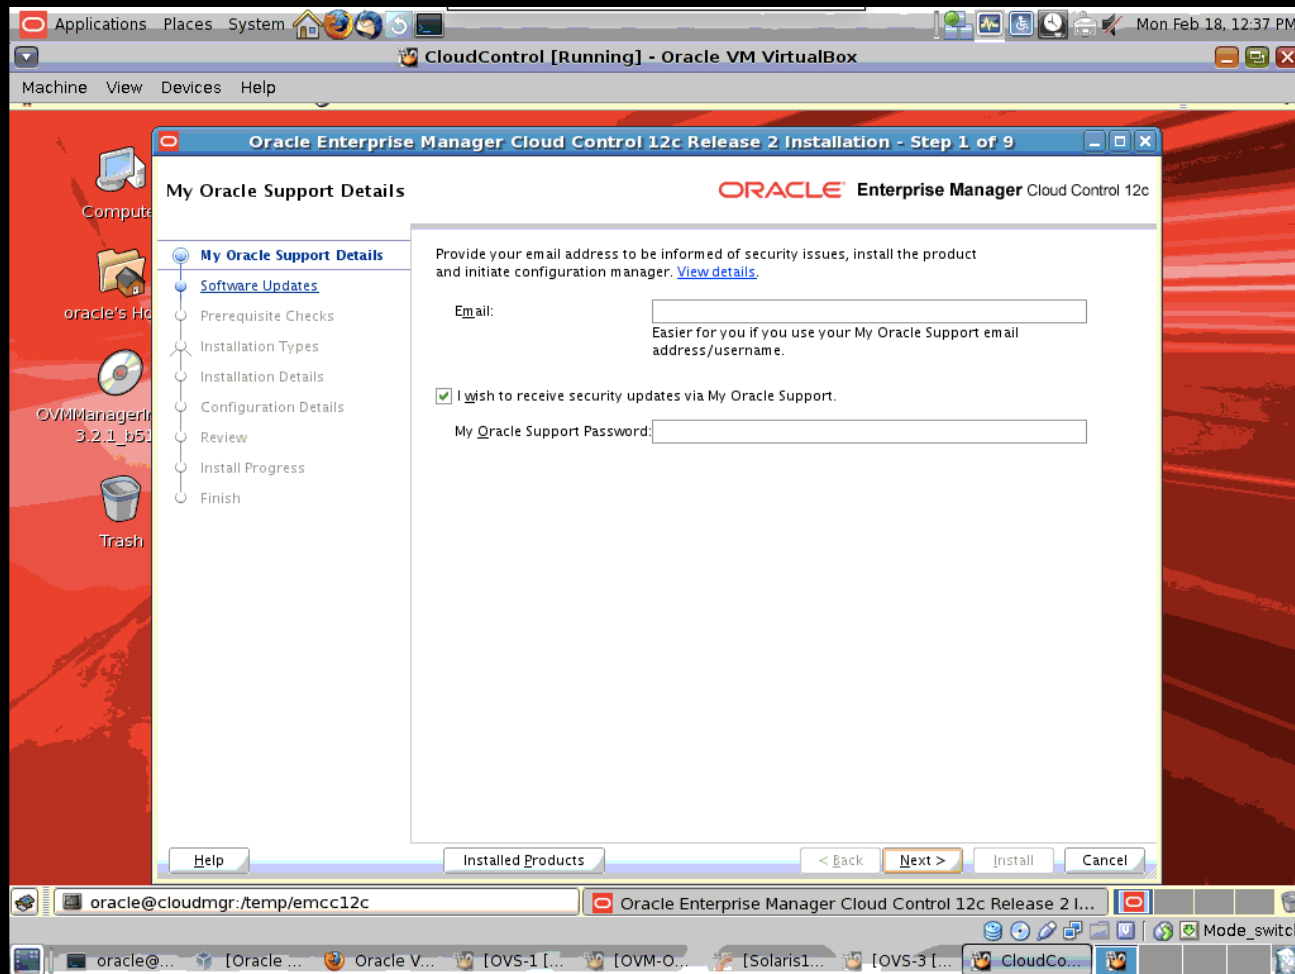 Applications Places System
Mon Feb 18, 12:37 PM
CloudControl [Running] - Oracle VM VirtualBox
Machine View Devices Help
Oracle Enterprise Manager Cloud Control 12c Release 2 Installation - Step 1 of 9
My Oracle Support Details
ORACLE Enterprise Manager Cloud Control 12c
Compute
oracle's Ho
OVMManagerIn
3.2.1_b51
Trash
My Oracle Support Details
Software Updates
Prerequisite Checks
Installation Types
Installation Details
Configuration Details
Review
Install Progress
Finish
Provide your email address to be informed of security issues, install the product
and initiate configuration manager. View details.
Email:
Easier for you if you use your My Oracle Support email
address/username.
I wish to receive security updates via My Oracle Support.
My Oracle Support Password:
Help
Installed Products
< Back
Next >
Install
Cancel
oracle@cloudmgr:/temp/emcc12c
Oracle Enterprise Manager Cloud Control 12c Release 2 I...
Mode_switch
oracle@...
[Oracle ...
Oracle V...
[OVS-1 [...
[OVM-O...
[Solaris1...
[OVS-3 [...
CloudCo...